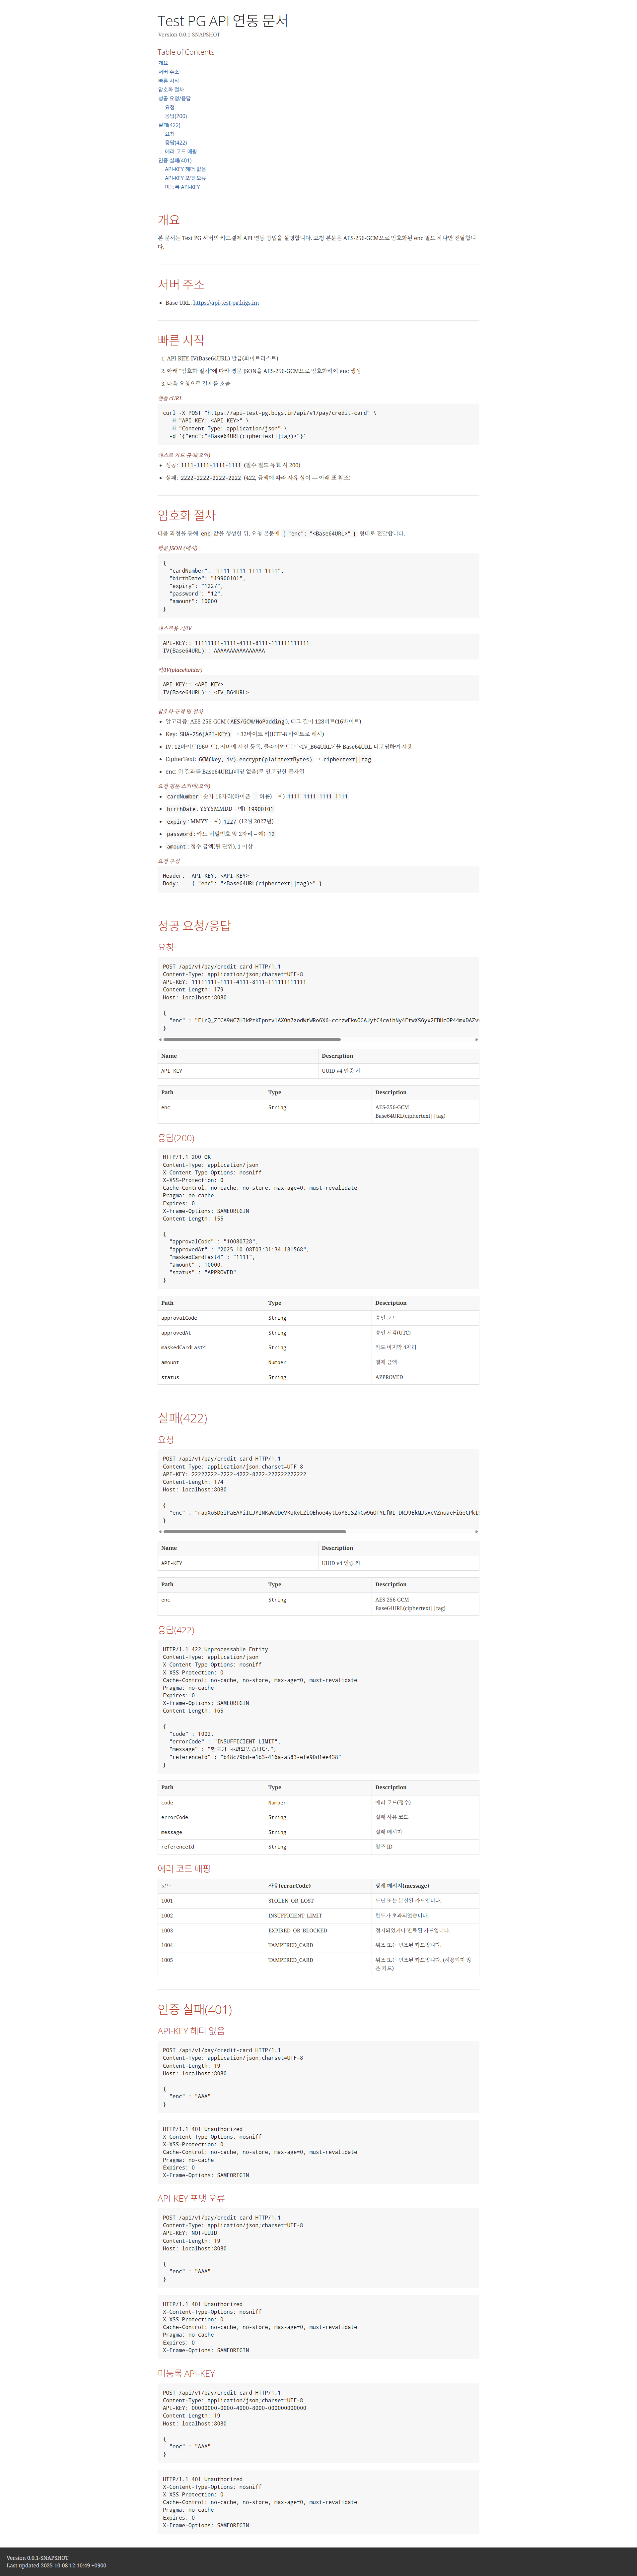 Test PG API 연동 문서
Version 0.0.1-SNAPSHOT
Table of Contents
개요
서버 주소
빠른 시작
암호화 절차
성공 요청/응답
요청
응답(200)
실패(422)
요청
응답(422)
에러 코드 매핑
인증 실패(401)
API-KEY 헤더 없음
API-KEY 포맷 오류
미등록 API-KEY
개요
본 문서는 Test PG 서버의 카드결제 API 연동 방법을 설명합니다. 요청 본문은 AES-256-GCM으로 암호화된 enc 필드 하나만 전달합니
다.
서버 주소
Base URL: https://api-test-pg.bigs.im
빠른 시작
1. API-KEY, IV(Base64URL) 발급(화이트리스트)
2. 아래 "암호화 절차"에 따라 평문 JSON을 AES-256-GCM으로 암호화하여 enc 생성
3. 다음 요청으로 결제를 호출
샘플 cURL
curl -X POST "https://api-test-pg.bigs.im/api/v1/pay/credit-card" \
-H "API-KEY: <API-KEY>" \
-H "Content-Type: application/json" \
-d '{"enc":"<Base64URL(ciphertext||tag)>"}'
테스트 카드 규칙(요약)
성공: 1111-1111-1111-1111 (필수 필드 유효 시 200)
실패: 2222-2222-2222-2222 (422, 금액에 따라 사유 상이 — 아래 표 참조)
암호화 절차
다음 과정을 통해 enc 값을 생성한 뒤, 요청 본문에 { "enc": "<Base64URL>" } 형태로 전달합니다.
평문 JSON (예시)
{
"cardNumber": "1111-1111-1111-1111",
"birthDate": "19900101",
"expiry": "1227",
"password": "12",
"amount": 10000
}
테스트용 키/IV
API-KEY:: 11111111-1111-4111-8111-111111111111
IV(Base64URL):: AAAAAAAAAAAAAAAA
키/IV(placeholder)
API-KEY:: <API-KEY>
IV(Base64URL):: <IV_B64URL>
암호화 규격 및 절차
알고리즘: AES-256-GCM ( AES/GCM/NoPadding ), 태그 길이 128비트(16바이트)
Key: SHA-256(API-KEY) → 32바이트 키(UTF-8 바이트로 해시)
IV: 12바이트(96비트), 서버에 사전 등록. 클라이언트는 `<IV_B64URL>`을 Base64URL 디코딩하여 사용
CipherText: GCM(key, iv).encrypt(plaintextBytes) → ciphertext||tag
enc: 위 결과를 Base64URL(패딩 없음)로 인코딩한 문자열
요청 평문 스키마(요약)
cardNumber : 숫자 16자리(하이픈 - 허용) – 예) 1111-1111-1111-1111
birthDate : YYYYMMDD – 예) 19900101
expiry : MMYY – 예) 1227 (12월 2027년)
password : 카드 비밀번호 앞 2자리 – 예) 12
amount : 정수 금액(원 단위), 1 이상
요청 구성
Header: API-KEY: <API-KEY>
Body: { "enc": "<Base64URL(ciphertext||tag)>" }
성공 요청/응답
요청
POST /api/v1/pay/credit-card HTTP/1.1
Content-Type: application/json;charset=UTF-8
API-KEY: 11111111-1111-4111-8111-111111111111
Content-Length: 179
Host: localhost:8080
{
"enc" :
}
Name Description
API-KEY UUID v4 인증 키
Path Type Description
enc String AES-256-GCM
Base64URL(ciphertext||tag)
응답(200)
HTTP/1.1 200 OK
Content-Type: application/json
X-Content-Type-Options: nosniff
X-XSS-Protection: 0
Cache-Control: no-cache, no-store, max-age=0, must-revalidate
Pragma: no-cache
Expires: 0
X-Frame-Options: SAMEORIGIN
Content-Length: 155
{
"approvalCode" : "10080728",
"approvedAt" : "2025-10-08T03:31:34.181568",
"maskedCardLast4" : "1111",
"amount" : 10000,
"status" : "APPROVED"
}
Path Type Description
approvalCode String 승인 코드
approvedAt String 승인 시각(UTC)
maskedCardLast4 String 카드 마지막 4자리
amount Number 결제 금액
status String APPROVED
실패(422)
요청
POST /api/v1/pay/credit-card HTTP/1.1
Content-Type: application/json;charset=UTF-8
API-KEY: 22222222-2222-4222-8222-222222222222
Content-Length: 174
Host: localhost:8080
{
"enc" :
}
Name Description
API-KEY UUID v4 인증 키
Path Type Description
enc String AES-256-GCM
Base64URL(ciphertext||tag)
응답(422)
HTTP/1.1 422 Unprocessable Entity
Content-Type: application/json
X-Content-Type-Options: nosniff
X-XSS-Protection: 0
Cache-Control: no-cache, no-store, max-age=0, must-revalidate
Pragma: no-cache
Expires: 0
X-Frame-Options: SAMEORIGIN
Content-Length: 165
{
"code" : 1002,
"errorCode" : "INSUFFICIENT_LIMIT",
"message" : "한도가 초과되었습니다.",
"referenceId" : "b48c79bd-e1b3-416a-a583-efe90d1ee438"
}
Path Type Description
code Number 에러 코드(정수)
errorCode String 실패 사유 코드
message String 실패 메시지
referenceId String 참조 ID
에러 코드 매핑
코드 사유(errorCode) 상세 메시지(message)
1001 STOLEN_OR_LOST 도난 또는 분실된 카드입니다.
1002 INSUFFICIENT_LIMIT 한도가 초과되었습니다.
1003 EXPIRED_OR_BLOCKED 정지되었거나 만료된 카드입니다.
1004 TAMPERED_CARD 위조 또는 변조된 카드입니다.
1005 TAMPERED_CARD 위조 또는 변조된 카드입니다. (허용되지 않
은 카드)
인증 실패(401)
API-KEY 헤더 없음
POST /api/v1/pay/credit-card HTTP/1.1
Content-Type: application/json;charset=UTF-8
Content-Length: 19
Host: localhost:8080
{
"enc" : "AAA"
}
HTTP/1.1 401 Unauthorized
X-Content-Type-Options: nosniff
X-XSS-Protection: 0
Cache-Control: no-cache, no-store, max-age=0, must-revalidate
Pragma: no-cache
Expires: 0
X-Frame-Options: SAMEORIGIN
API-KEY 포맷 오류
POST /api/v1/pay/credit-card HTTP/1.1
Content-Type: application/json;charset=UTF-8
API-KEY: NOT-UUID
Content-Length: 19
Host: localhost:8080
{
"enc" : "AAA"
}
HTTP/1.1 401 Unauthorized
X-Content-Type-Options: nosniff
X-XSS-Protection: 0
Cache-Control: no-cache, no-store, max-age=0, must-revalidate
Pragma: no-cache
Expires: 0
X-Frame-Options: SAMEORIGIN
미등록 API-KEY
POST /api/v1/pay/credit-card HTTP/1.1
Content-Type: application/json;charset=UTF-8
API-KEY: 00000000-0000-4000-8000-000000000000
Content-Length: 19
Host: localhost:8080
{
"enc" : "AAA"
}
HTTP/1.1 401 Unauthorized
X-Content-Type-Options: nosniff
X-XSS-Protection: 0
Cache-Control: no-cache, no-store, max-age=0, must-revalidate
Pragma: no-cache
Expires: 0
X-Frame-Options: SAMEORIGIN
Version 0.0.1-SNAPSHOT
Last updated 2025-10-08 12:10:49 +0900